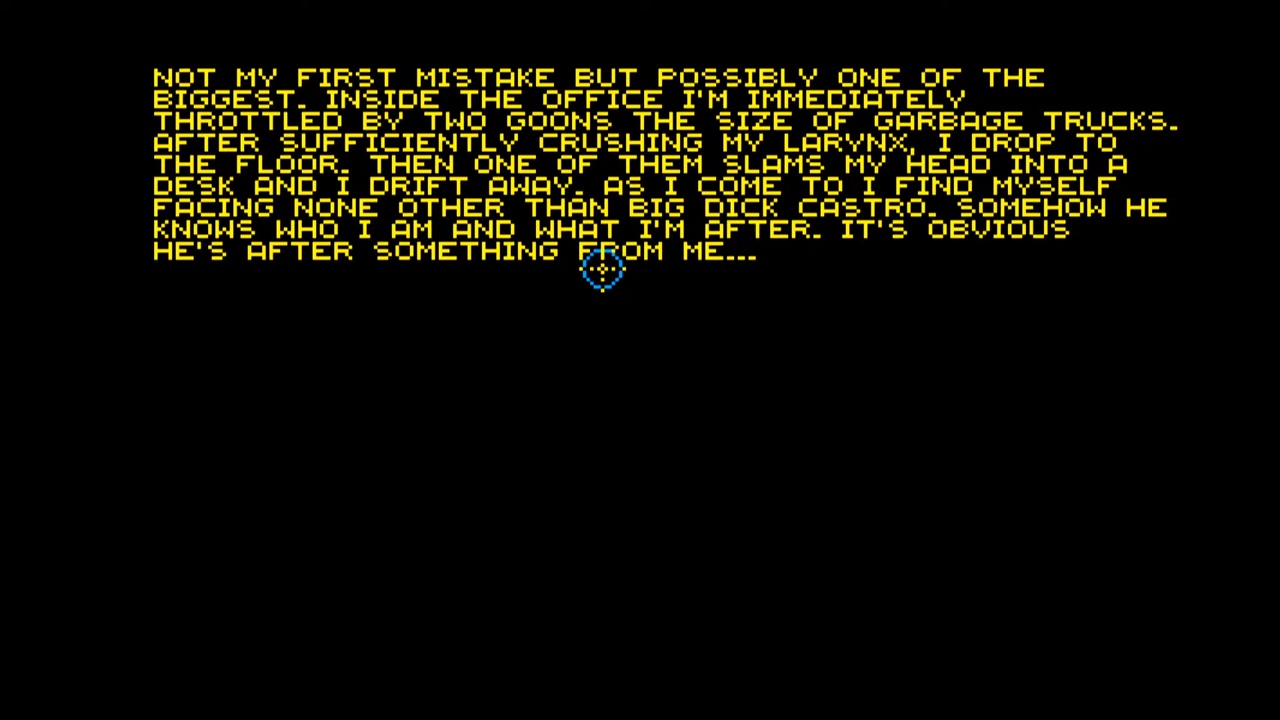 NOT MY FIRST MISTAKE BUT POSSIBLY ONE OF THE
BIGGEST. INSIDE THE OFFICE I'M IMMEDIATELY
THROTTLED BY TWO GOONS THE SIZE OF GARBAGE TRUCKS.
AFTER SUFFICIENTLY CRUSHING MY LARYNX, I DROP TO
THE FLOOR. THEN ONE OF THEM SLAMS MY HEAD INTO A
DESK AND I DRIFT AWAY. AS I COME TO I FIND MYSELF
FACING NONE OTHER THAN BIG DICK CASTRO. SOMEHOW HE
KNOWS WHO I AM AND WHAT I'M AFTER. IT'S OBVIOUS
HE'S AFTER SOMETHING FROM ME...